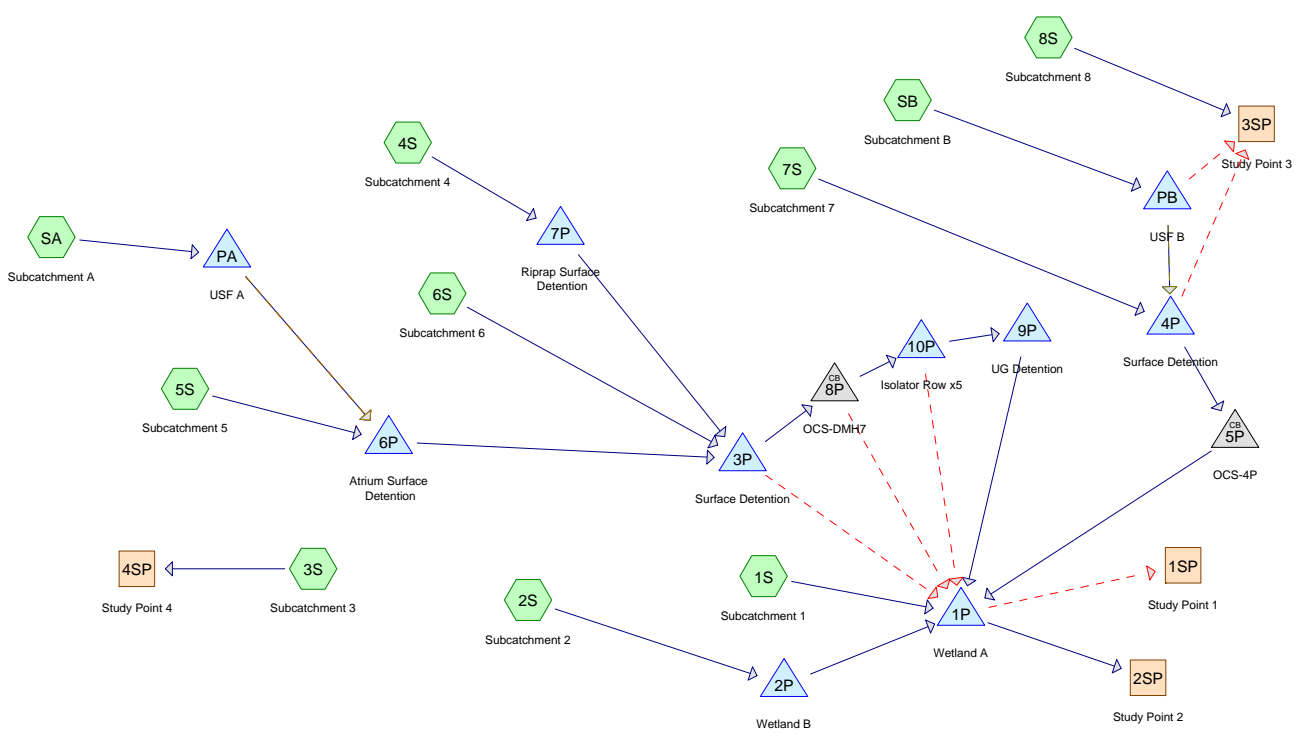 8S
Subcatchment 8
SB
Subcatchment B
3SP
Study Point 3
4S
Subcatchment 4
7S
Subcatchment 7
PB
USF B
SA
Subcatchment A
PA
USF A
7P
Riprap Surface
Detention
6S
Subcatchment 6
10P
Isolator Row x5
9P
UG Detention
4P
Surface Detention
5S
Subcatchment 5
CB
8P
OCS-DMH7
6P
Atrium Surface
Detention
3P
Surface Detention
CB
5P
OCS-4P
4SP
Study Point 4
3S
Subcatchment 3
1S
Subcatchment 1
1SP
Study Point 1
2S
Subcatchment 2
1P
Wetland A
2P
Wetland B
2SP
Study Point 2